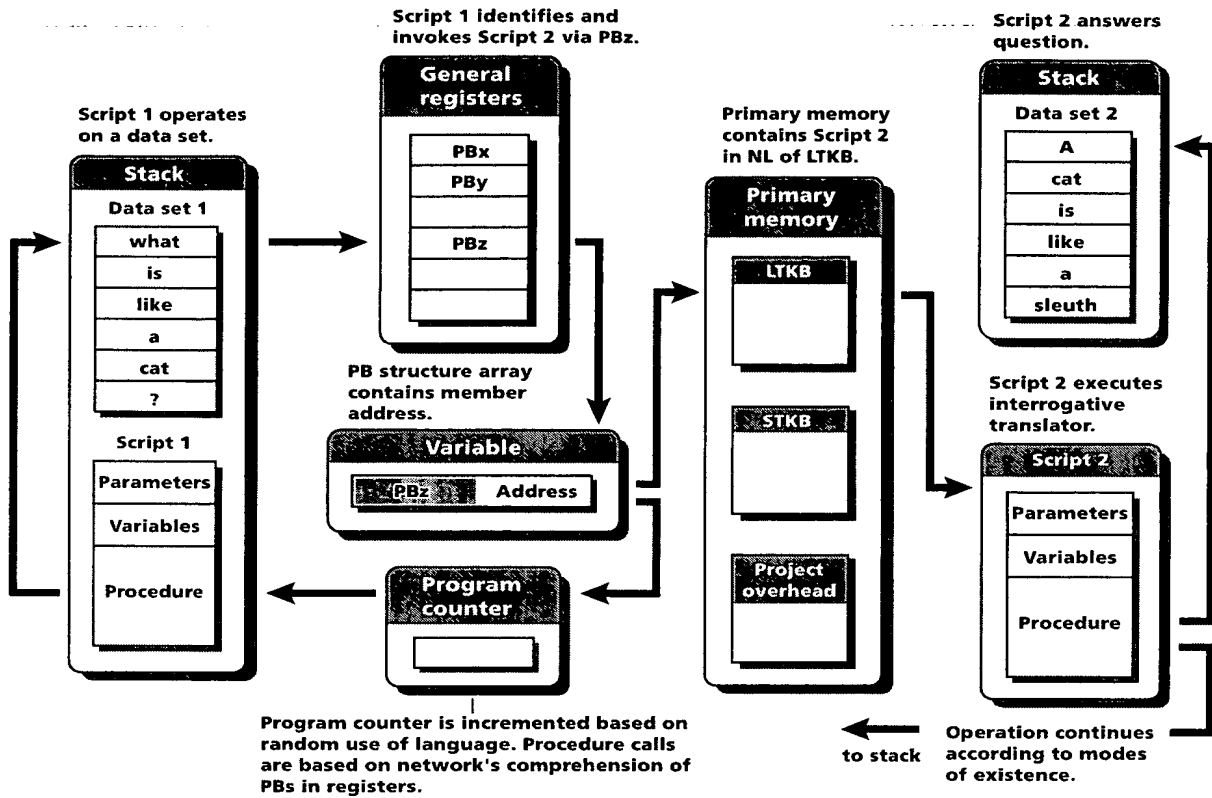 Script 1 identifies and
invokes Script 2 via PBz.
General
registers
PBx
PBy
PBz
Script 1 operates
on a data set.
Stack
Data set 1
what
is
like
a
cat
?
Script 1
Parameters
Variables
Procedure
PB structure array
contains member
address.
Variable
PBz
Address
Program
counter
Program counter is incremented based on
random use of language. Procedure calls
are based on network's comprehension of
PBs in registers.
Primary memory
contains Script 2
in NL of LTKB.
Primary
memory
LTKB
STKB
Project
overhead
Script 2 answers
question.
Stack
Data set 2
A
cat
is
like
a
sleuth
Script 2 executes
interrogative
translator.
Script 2
Parameters
Variables
Procedure
to stack
Operation continues
according to modes
of existence.